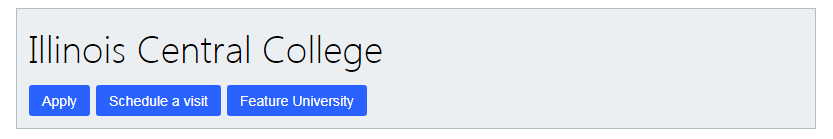 Illinois Central College
Apply Schedule a visit Feature University